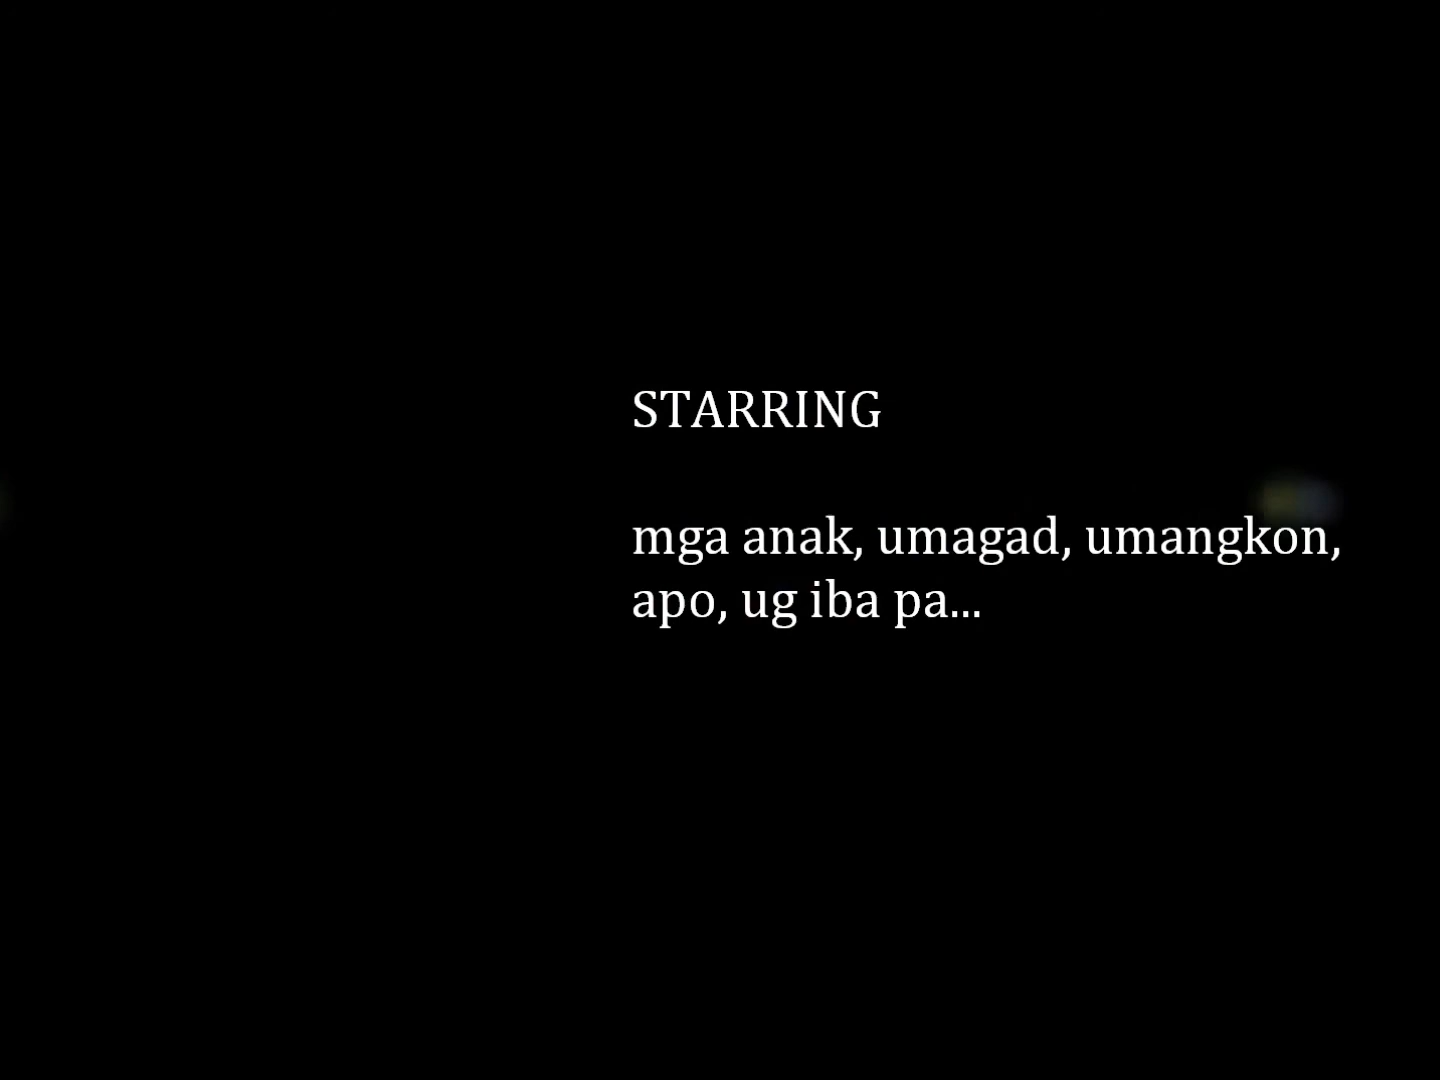 STARRING
mga anak, umagad, umangkon,
apo, ug iba pa...